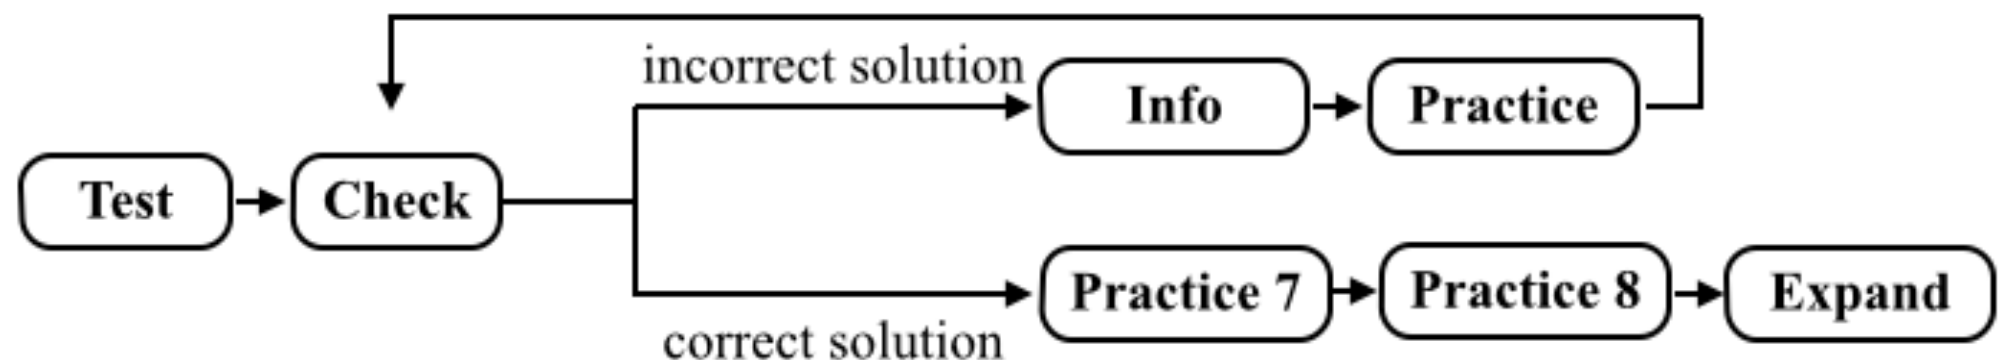 incorrect solution
Info
Practice
Test
Check
Practice 7
Practice 8
Expand
correct solution